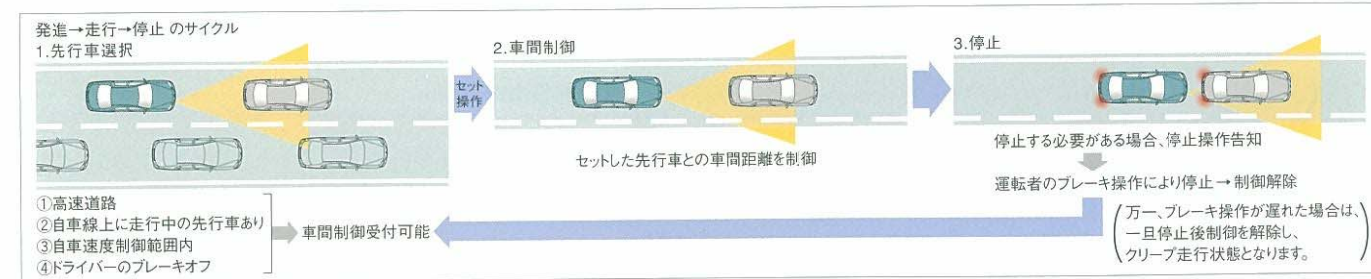 発進→走行→停止 のサイクル
1.先行車選択
セット
操作
2.車間制御
セットした先行車との車間距離を制御
3.停止
停止する必要がある場合、停止操作告知
運転者のブレーキ操作により停止→制御解除
万一、ブレーキ操作が遅れた場合は、
一旦停止後制御を解除し、
クリープ走行状態となります。
①高速道路
②自車線上に走行中の先行車あり
③自車速度制御範囲内
④ドライバーのブレーキオフ
車間制御受付可能